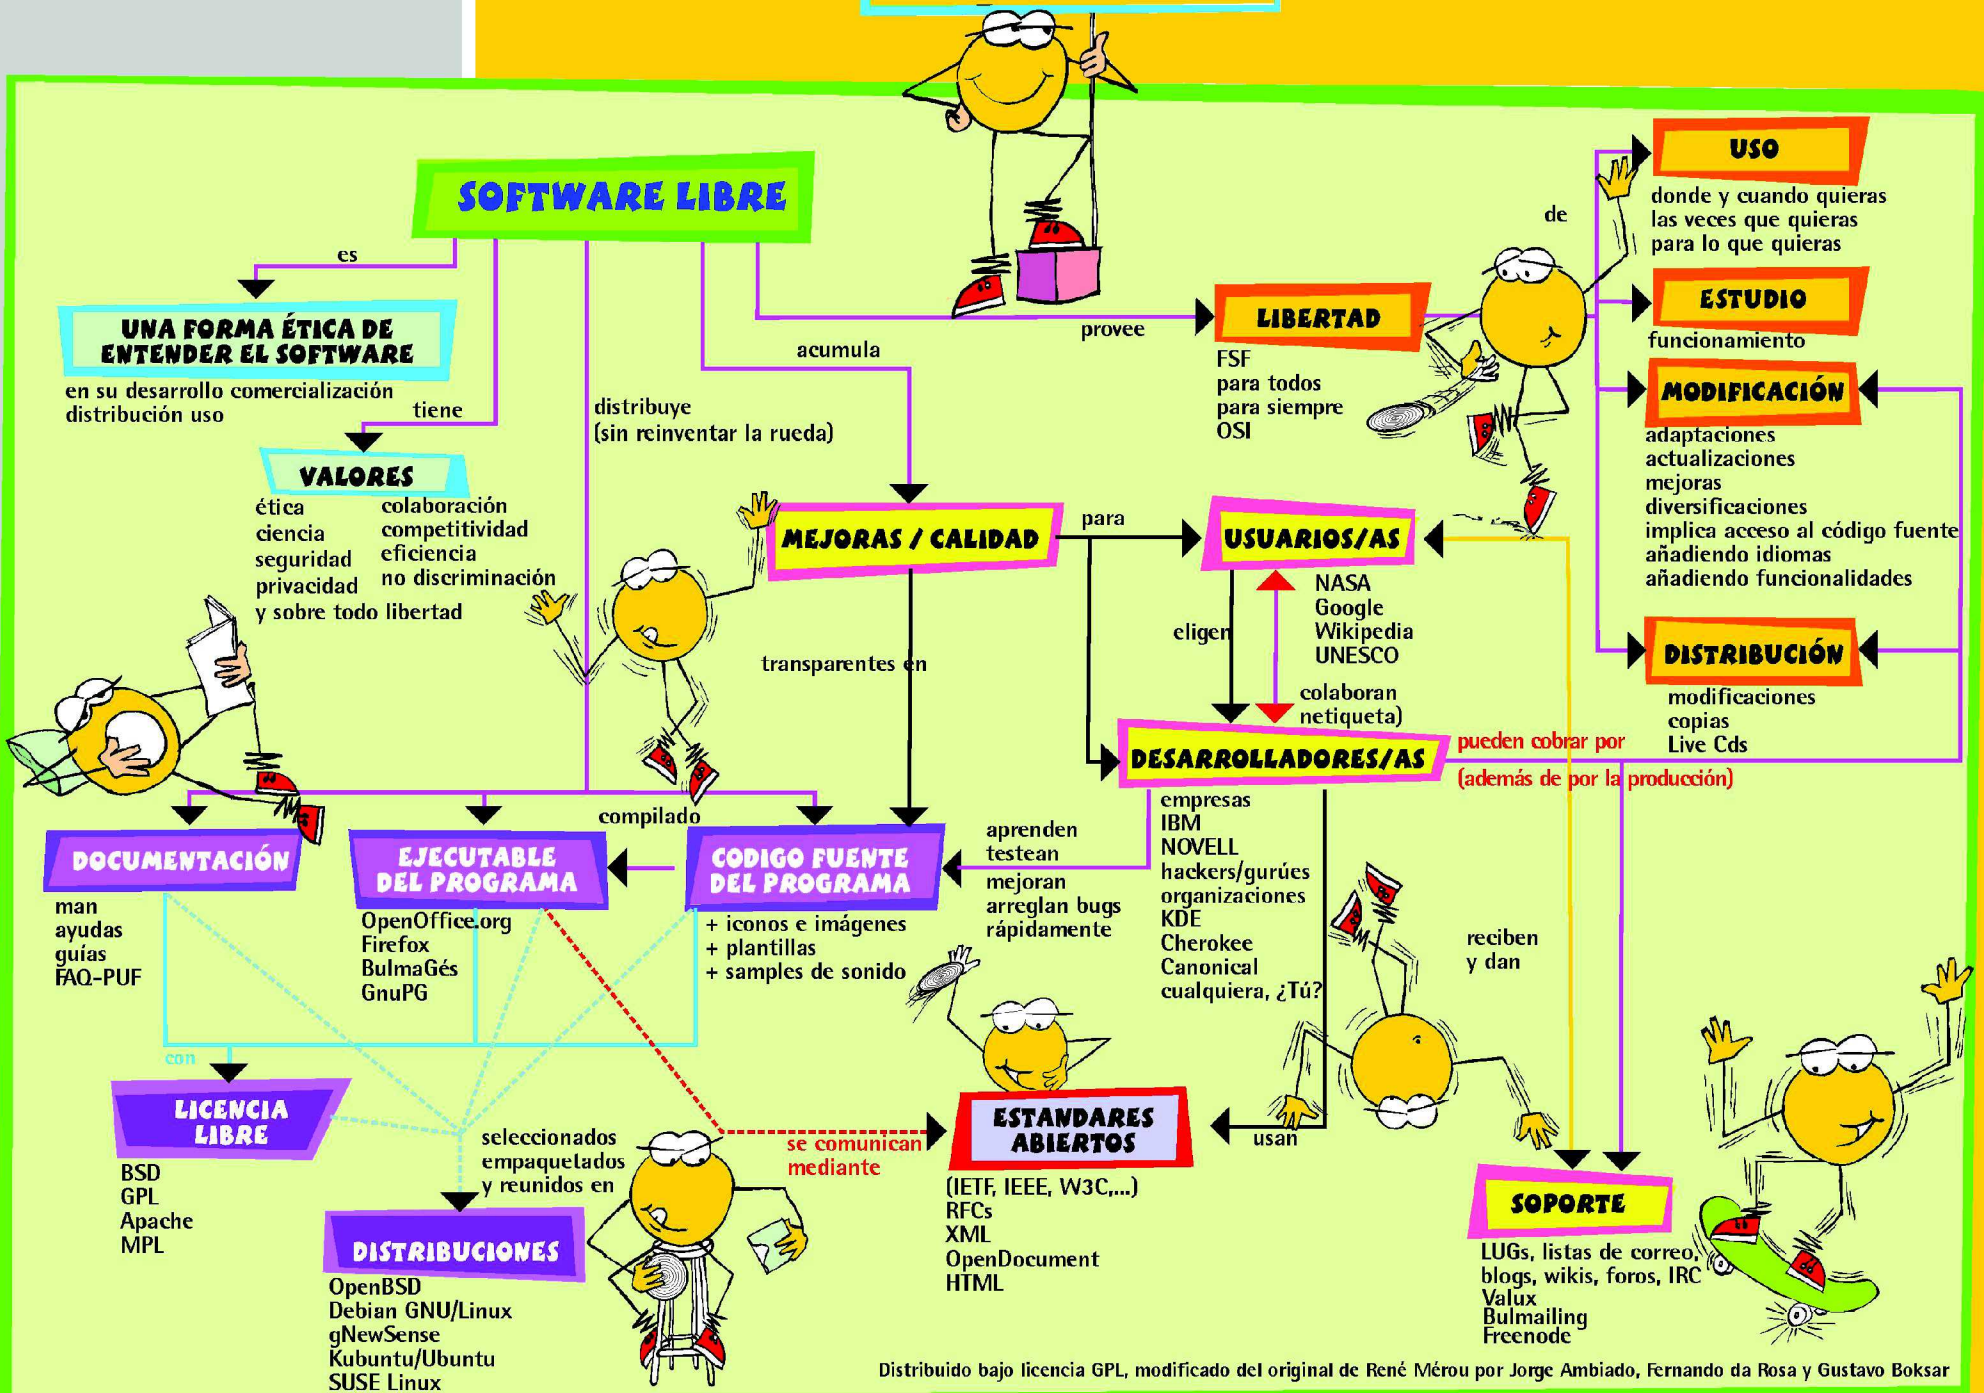 SOFTWARE LIBRE
es
UNA FORMA ÉTICA DE
ENTENDER EL SOFTWARE
en su desarrollo comercialización
distribución uso
tiene
VALORES
ética
ciencia
seguridad
privacidad
y sobre todo libertad
colaboración
competitividad
eficiencia
no discriminación
distribuye
(sin reinventar la rueda)
acumula
provee
LIBERTAD
FSF
para todos
para siempre
OSI
de
USO
donde y cuando quieras
las veces que quieras
para lo que quieras
ESTUDIO
funcionamiento
MODIFICACIÓN
adaptaciones
actualizaciones
mejoras
diversificaciones
implica acceso al código fuente
añadiendo idiomas
añadiendo funcionalidades
DISTRIBUCIÓN
modificaciones
copias
Live Cds
MEJORAS / CALIDAD
para
USUARIOS/AS
NASA
Google
Wikipedia
UNESCO
eligen
colaboran
netiqueta)
transparentes en
DESARROLLADORES/AS
pueden cobrar por
(además de por la producción)
empresas
IBM
NOVELL
hackers/gurúes
organizaciones
KDE
Cherokee
Canonical
cualquiera, ¿Tú?
aprenden
testean
mejoran
arreglan bugs
rápidamente
reciben
y dan
DOCUMENTACIÓN
man
ayudas
guías
FAQ-PUF
compilado
EJECUTABLE
DEL PROGRAMA
OpenOffice.org
Firefox
BulmaGés
GnuPG
CODIGO FUENTE
DEL PROGRAMA
+ iconos e imágenes
+ plantillas
+ samples de sonido
con
LICENCIA
LIBRE
BSD
GPL
Apache
MPL
seleccionados
empaquetados
y reunidos en
DISTRIBUCIONES
OpenBSD
Debian GNU/Linux
gNewSense
Kubuntu/Ubuntu
SUSE Linux
se comunican
mediante
ESTANDARES
ABIERTOS
usan
(IETF, IEEE, W3C,...)
RFCs
XML
OpenDocument
HTML
SOPORTE
LUGs, listas de correo,
blogs, wikis, foros, IRC
Valux
Bulmailing
Freenode
Distribuido bajo licencia GPL, modificado del original de René Mérou por Jorge Ambiado, Fernando da Rosa y Gustavo Boksar